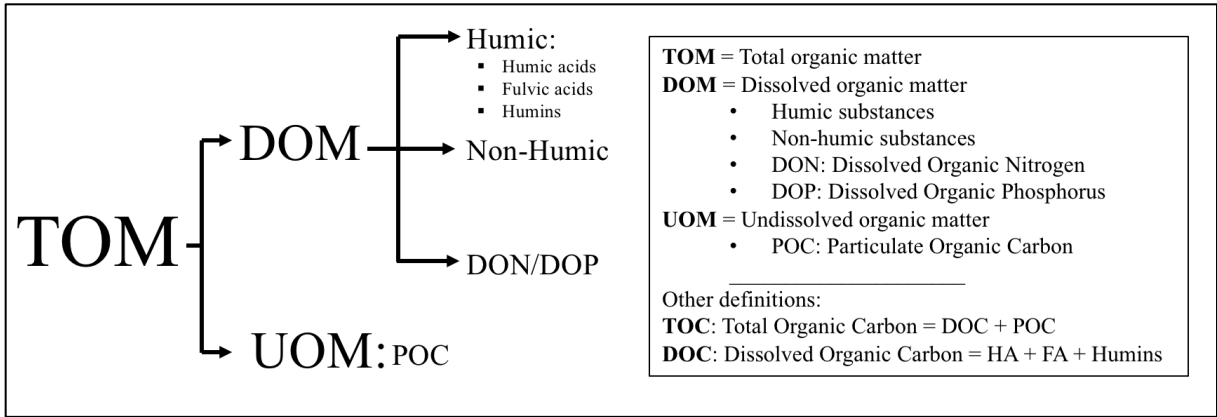 TOM
DOM
Humic:
▪ Humic acids
▪ Fulvic acids
▪ Humins
Non-Humic
DON/DOP
UOM: POC
TOM = Total organic matter
DOM = Dissolved organic matter
• Humic substances
• Non-humic substances
• DON: Dissolved Organic Nitrogen
• DOP: Dissolved Organic Phosphorus
UOM = Undissolved organic matter
• POC: Particulate Organic Carbon
Other definitions:
TOC: Total Organic Carbon = DOC + POC
DOC: Dissolved Organic Carbon = HA + FA + Humins